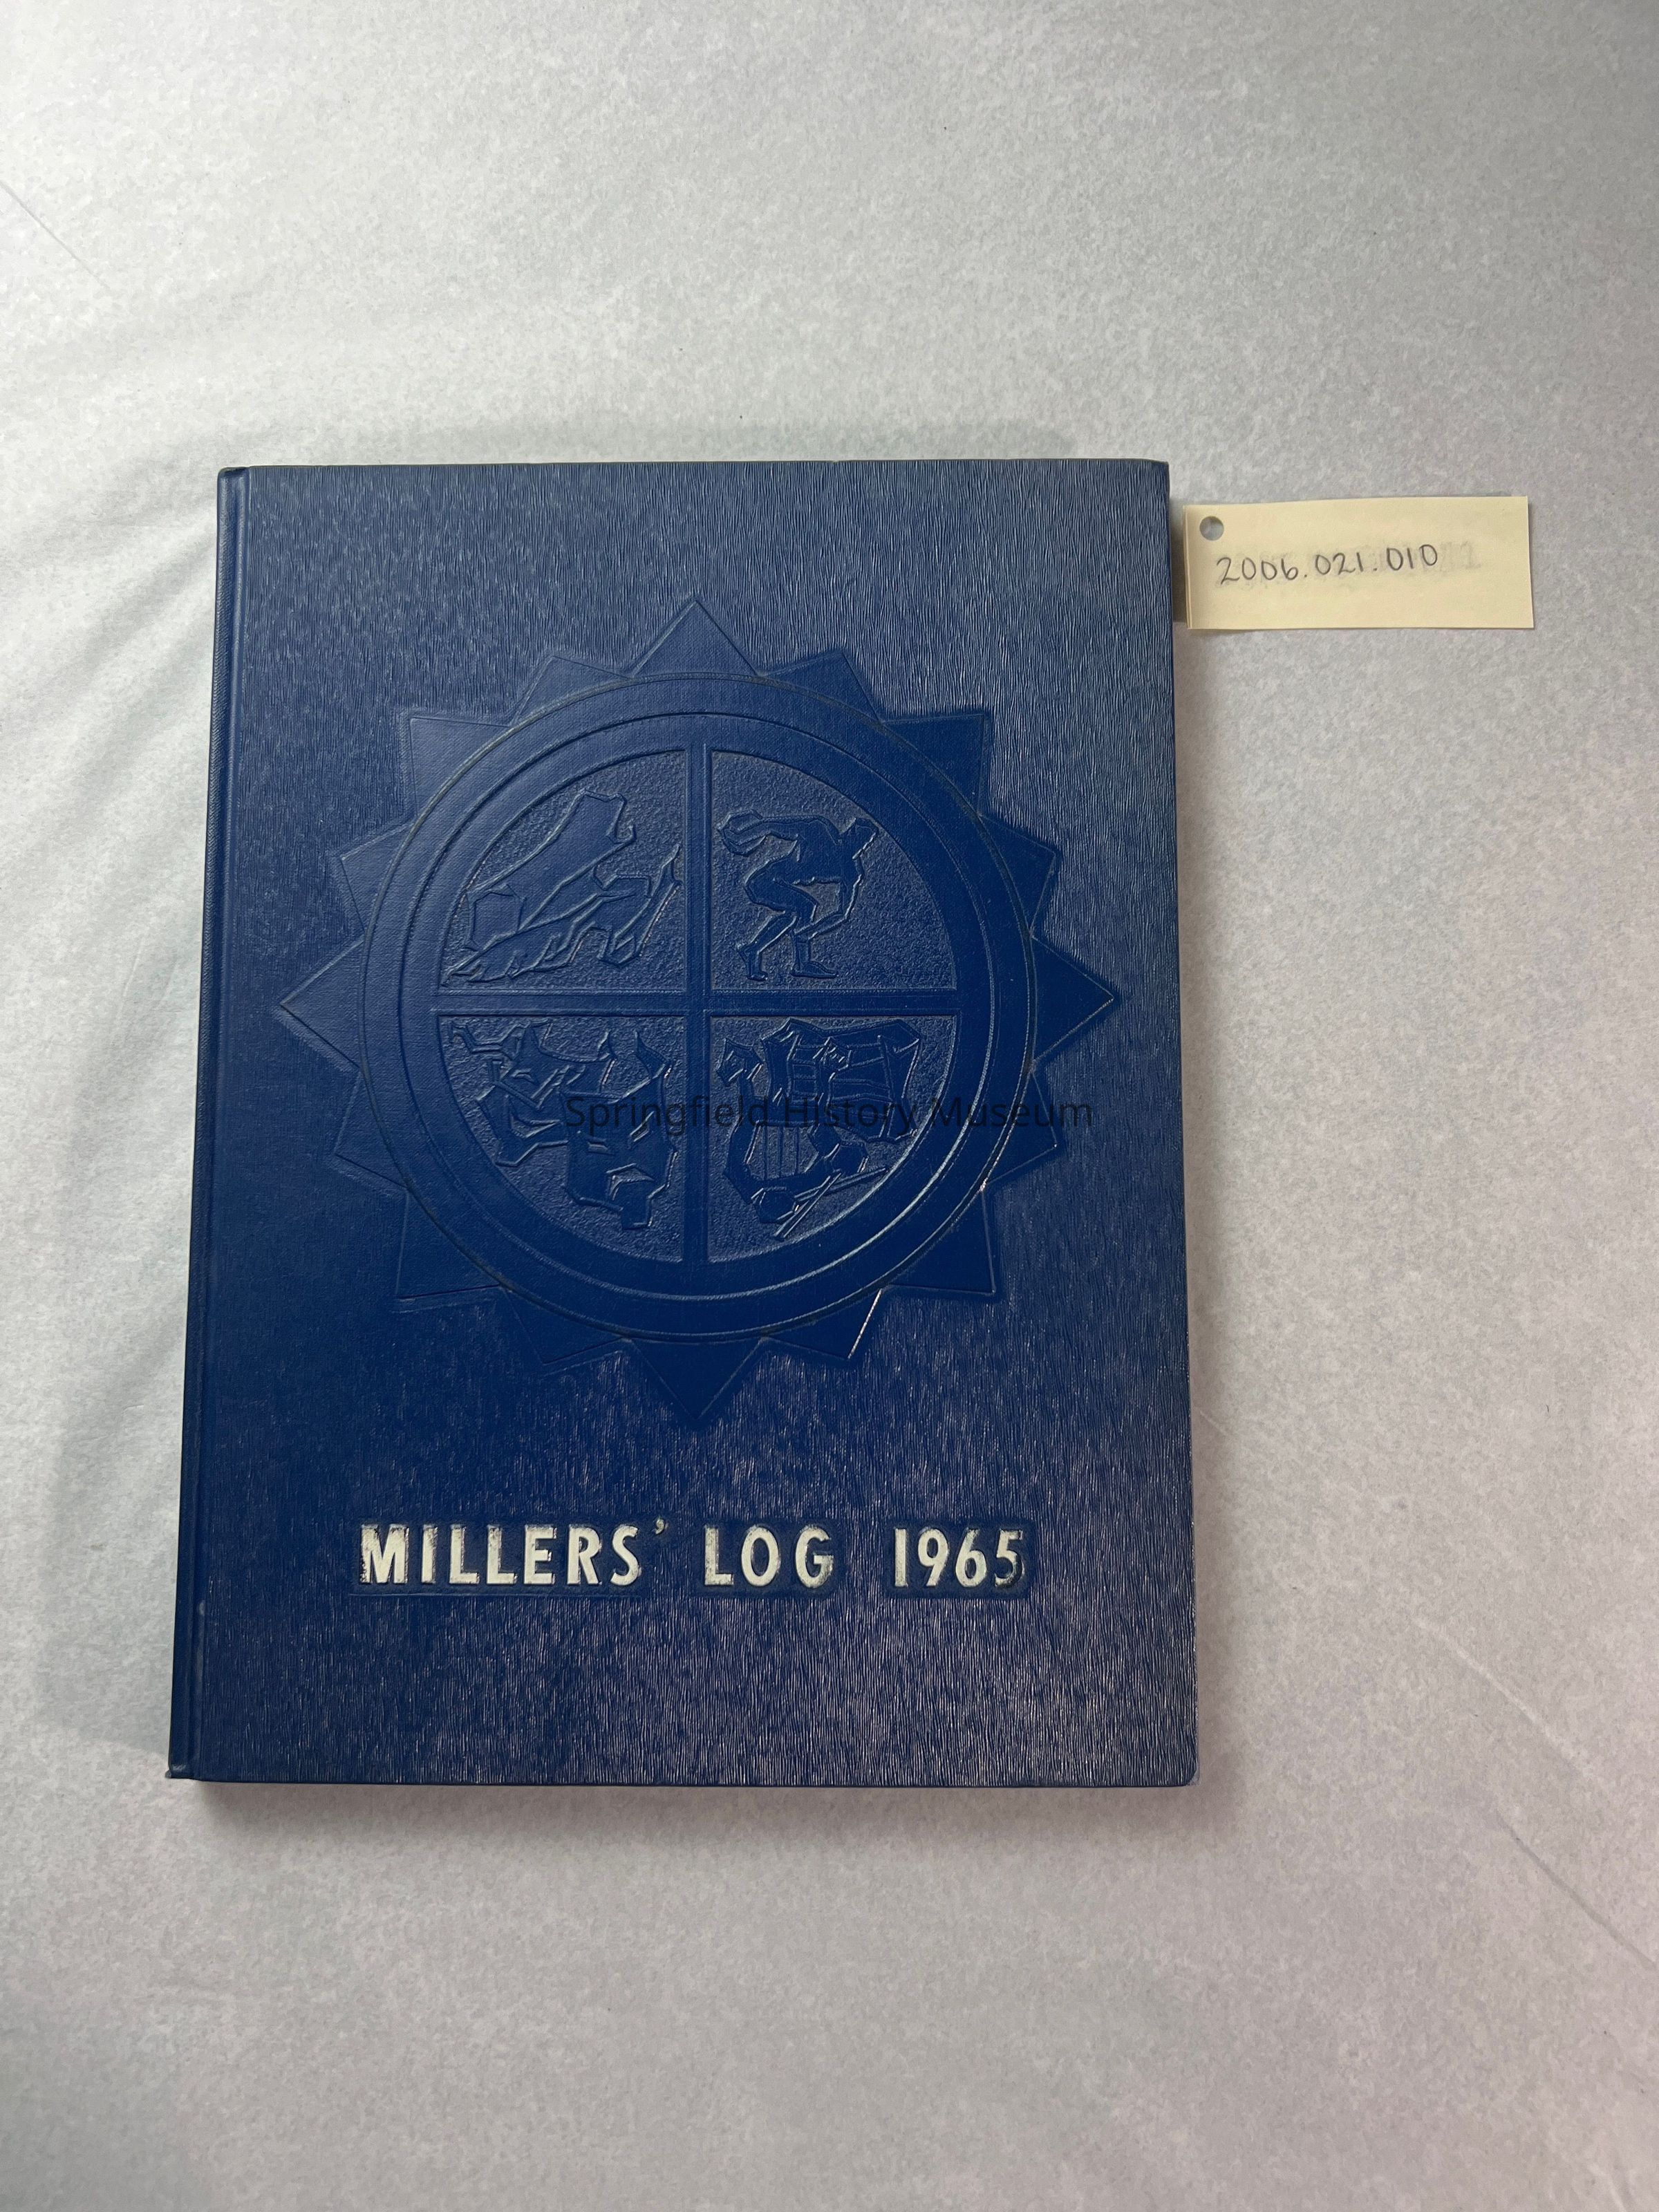 2006.021.010
Springfield History Museum
MILLERS' LOG 1965